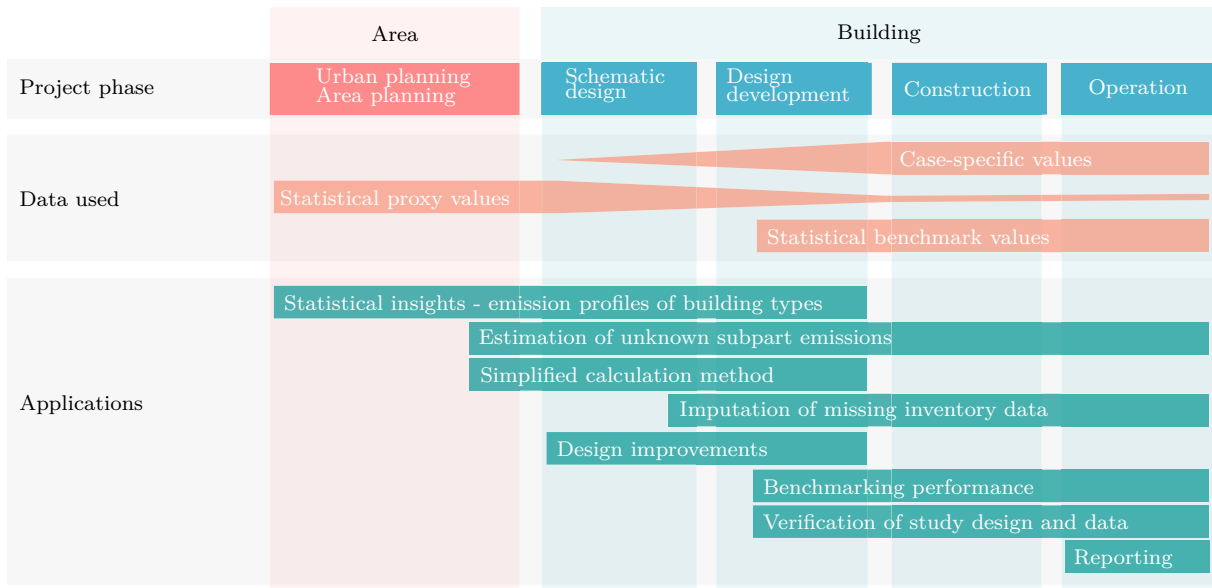 Area
Building
Project phase
Urban planning
Area planning
Schematic
design
Design
development
Construction
Operation
Data used
Case-specific values
Statistical proxy values
Statistical benchmark values
Applications
Statistical insights - emission profiles of building types
Estimation of unknown subpart emissions
Simplified calculation method
Imputation of missing inventory data
Design improvements
Benchmarking performance
Verification of study design and data
Reporting